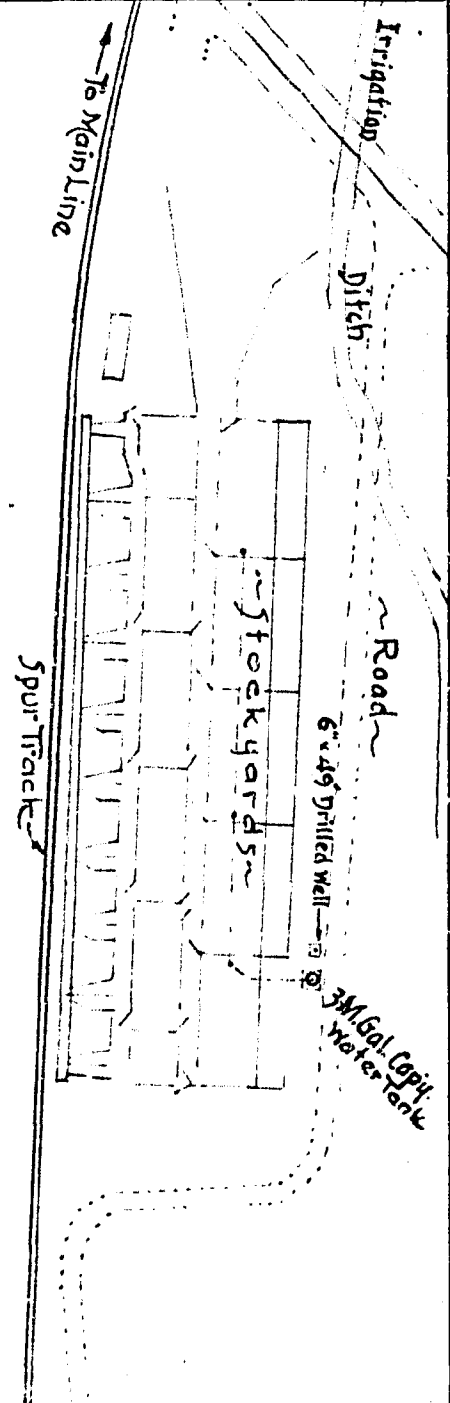 Irrigation
Ditch
~Road~
← To Main Line
~Stockyards~
6"x49' Drilled Well→
3M.Gal.Capy.
Water Tank
Spur Track→